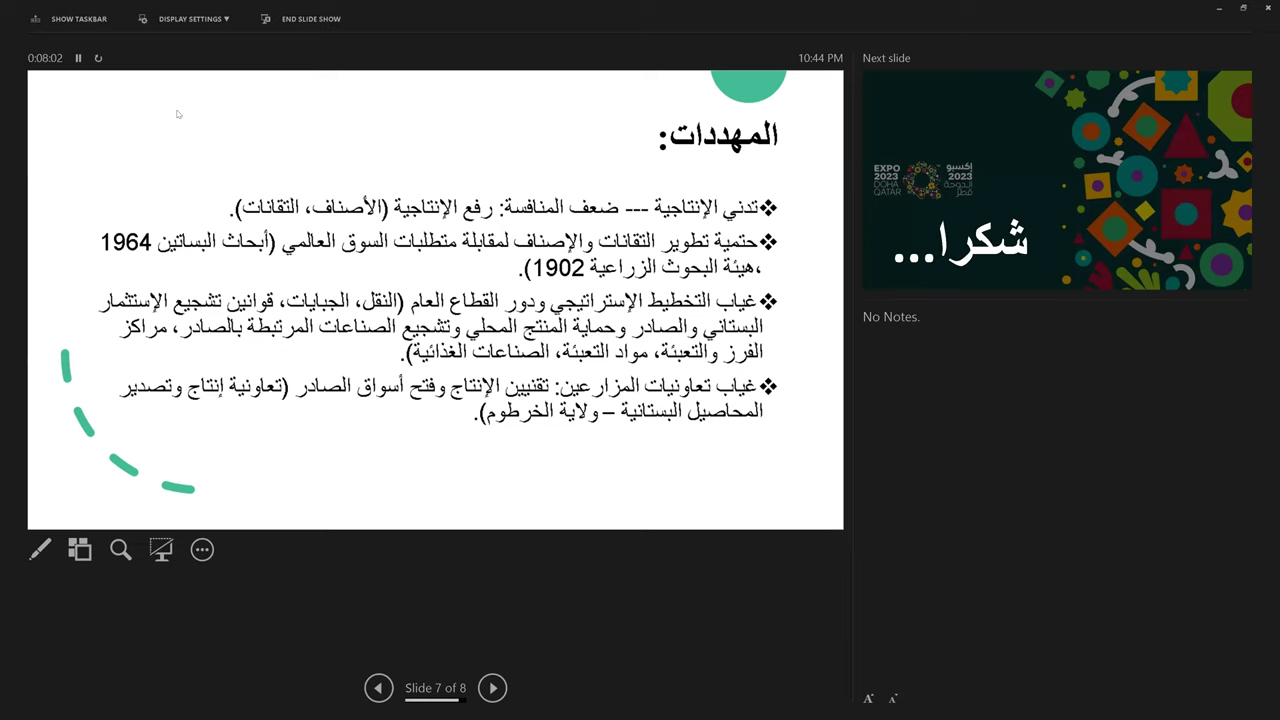 SHOW TASKBAR
DISPLAY SETTINGS ▼
END SLIDE SHOW
0:08:02
10:44 PM
Next slide
المهددات:
❖تدني الإنتاجية --- ضعف المنافسة: رفع الإنتاجية (الأصناف، التقانات).
❖حتمية تطوير التقانات والإصناف لمقابلة متطلبات السوق العالمي (أبحاث البساتين 1964
،هيئة البحوث الزراعية 1902).
❖غياب التخطيط الإستراتيجي ودور القطاع العام (النقل، الجبايات، قوانين تشجيع الإستثمار
البستاني والصادر وحماية المنتج المحلي وتشجيع الصناعات المرتبطة بالصادر، مراكز
الفرز والتعبئة، مواد التعبئة، الصناعات الغذائية).
❖غياب تعاونيات المزارعين: تقنيين الإنتاج وفتح أسواق الصادر (تعاونية إنتاج وتصدير
المحاصيل البستانية – ولاية الخرطوم).
EXPO
2023
DOHA
QATAR
إكسبو
2023
الدوحة
قطر
شكرا...
No Notes.
Slide 7 of 8
A
A